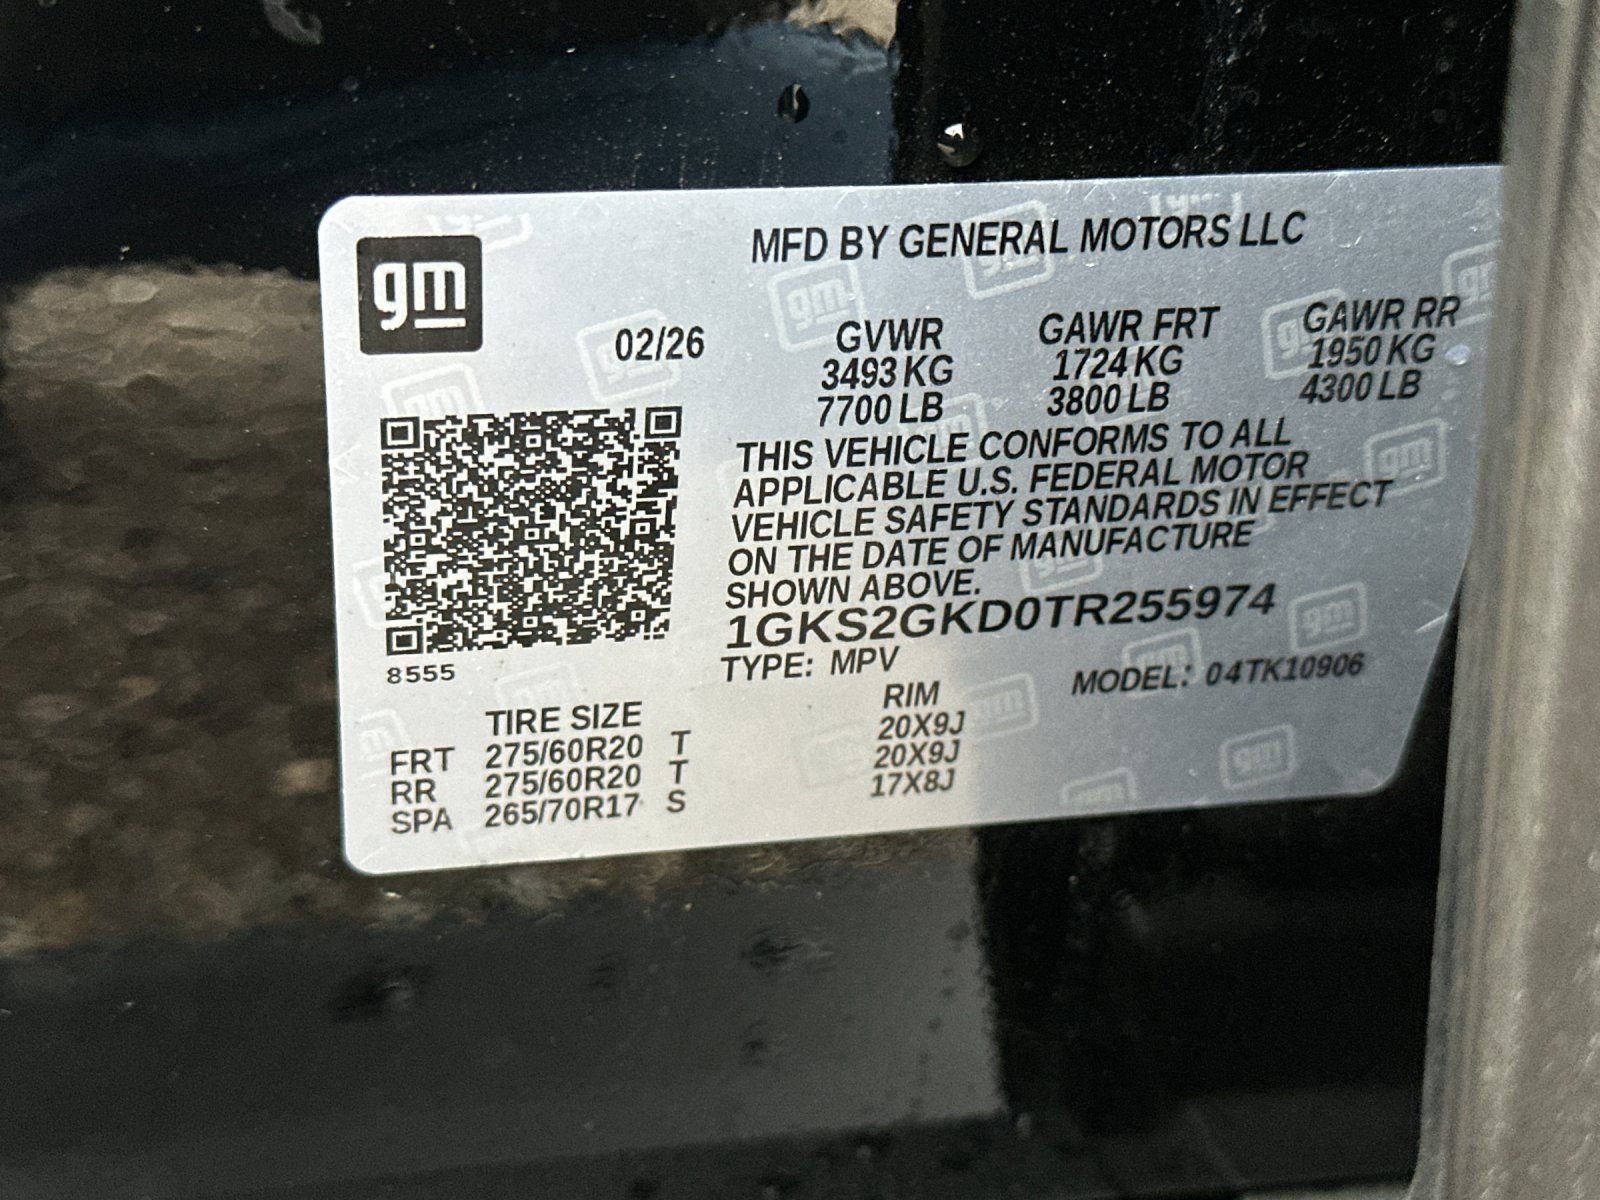 gm
MFD BY GENERAL MOTORS LLC
02/26
GVWR GAWR FRT GAWR RR
3493 KG 1724 KG 1950 KG
7700 LB 3800 LB 4300 LB
THIS VEHICLE CONFORMS TO ALL
APPLICABLE U.S. FEDERAL MOTOR
VEHICLE SAFETY STANDARDS IN EFFECT
ON THE DATE OF MANUFACTURE
SHOWN ABOVE.
1GKS2GKD0TR255974
8555
TYPE: MPV MODEL: 04TK10906
TIRE SIZE RIM
FRT 275/60R20 T 20X9J
RR 275/60R20 T 20X9J
SPA 265/70R17 S 17X8J